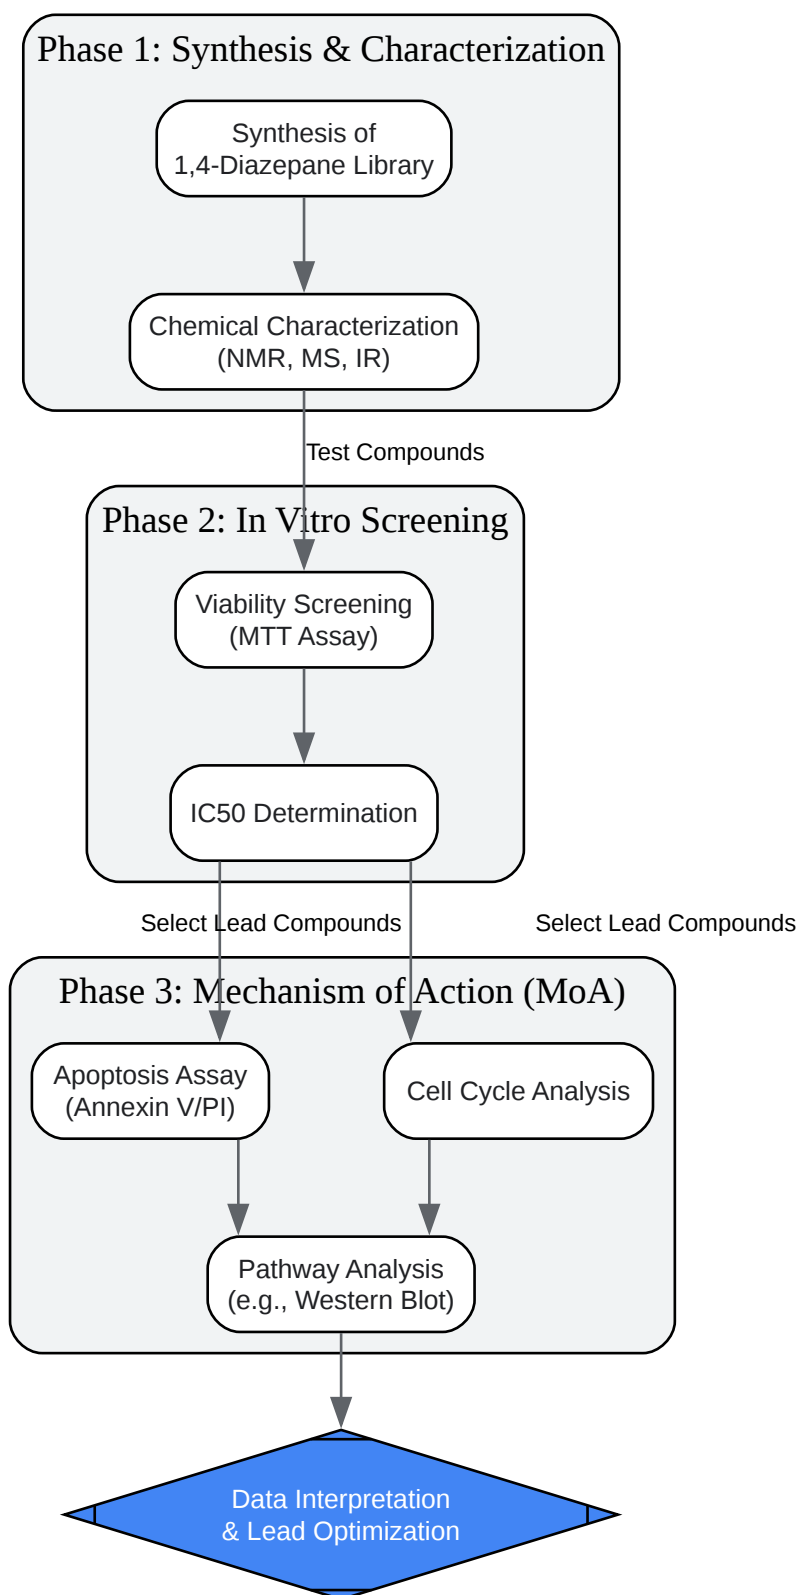 Phase 1: Synthesis & Characterization
Synthesis of
1,4-Diazepane Library
Chemical Characterization
(NMR, MS, IR)
Test Compounds
Phase 2: In Vitro Screening
Viability Screening
(MTT Assay)
IC50 Determination
Select Lead Compounds
Select Lead Compounds
Phase 3: Mechanism of Action (MoA)
Apoptosis Assay
(Annexin V/PI)
Cell Cycle Analysis
Pathway Analysis
(e.g., Western Blot)
Data Interpretation
& Lead Optimization